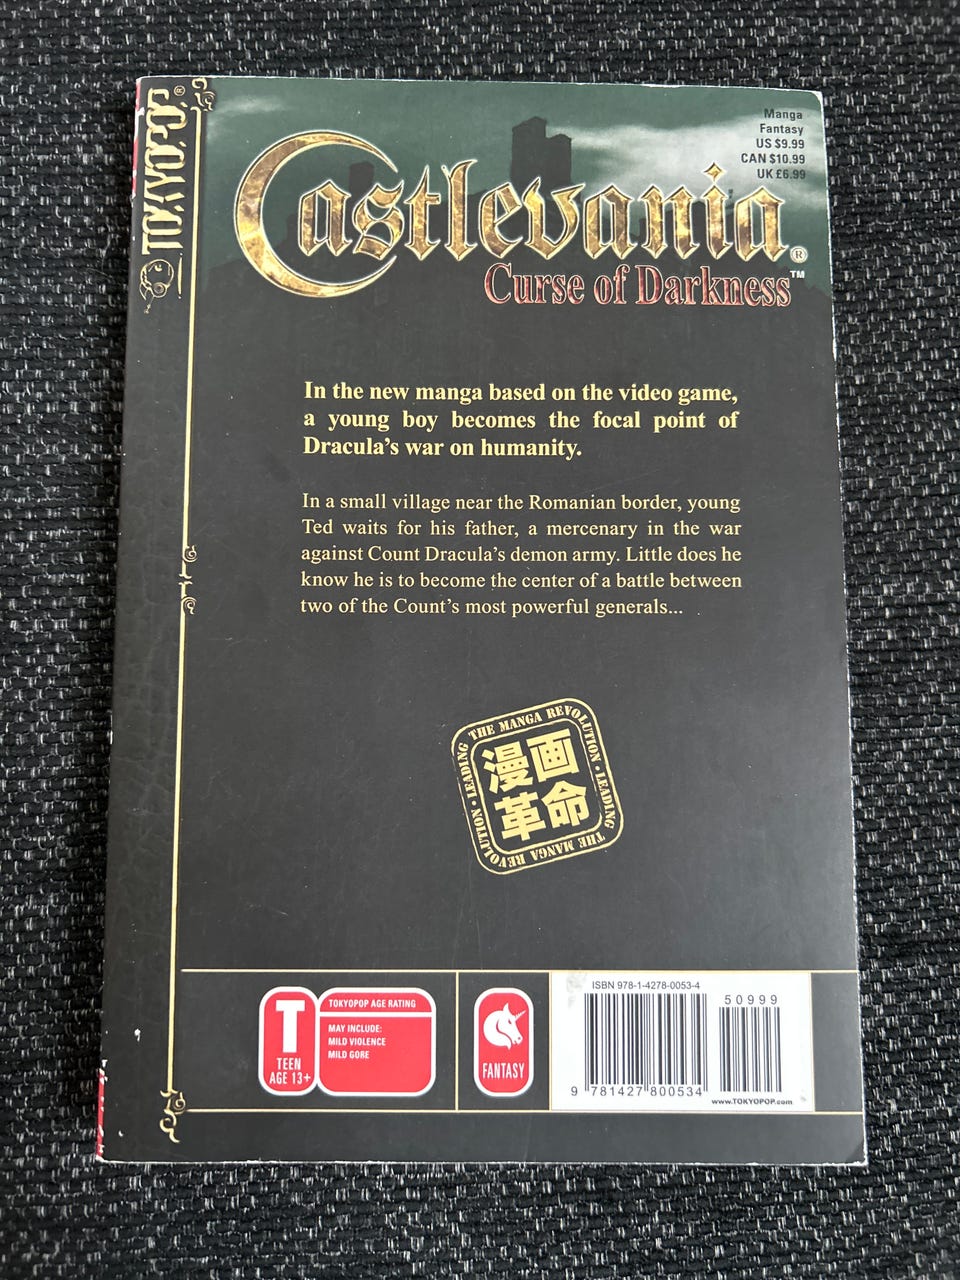 TOKYOPOP®
Manga
Fantasy
US $9.99
CAN $10.99
UK £6.99
Castlevania®
Curse of Darkness™
In the new manga based on the video game,
a young boy becomes the focal point of
Dracula's war on humanity.
In a small village near the Romanian border, young
Ted waits for his father, a mercenary in the war
against Count Dracula's demon army. Little does he
know he is to become the center of a battle between
two of the Count's most powerful generals...
LEADING THE MANGA REVOLUTION • LEADING THE MANGA REVOLUTION •
漫画
革命
T
TEEN
AGE 13+
TOKYOPOP AGE RATING
MAY INCLUDE:
MILD VIOLENCE
MILD GORE
FANTASY
ISBN 978-1-4278-0053-4
50999
9 781427 800534
www.TOKYOPOP.com